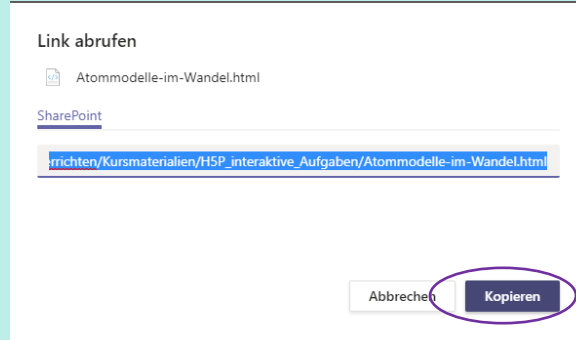 Link abrufen
Atommodelle-im-Wandel.html
SharePoint
errichten/Kursmaterialien/H5P_interaktive_Aufgaben/Atommodelle-im-Wandel.html
Abbrechen
Kopieren